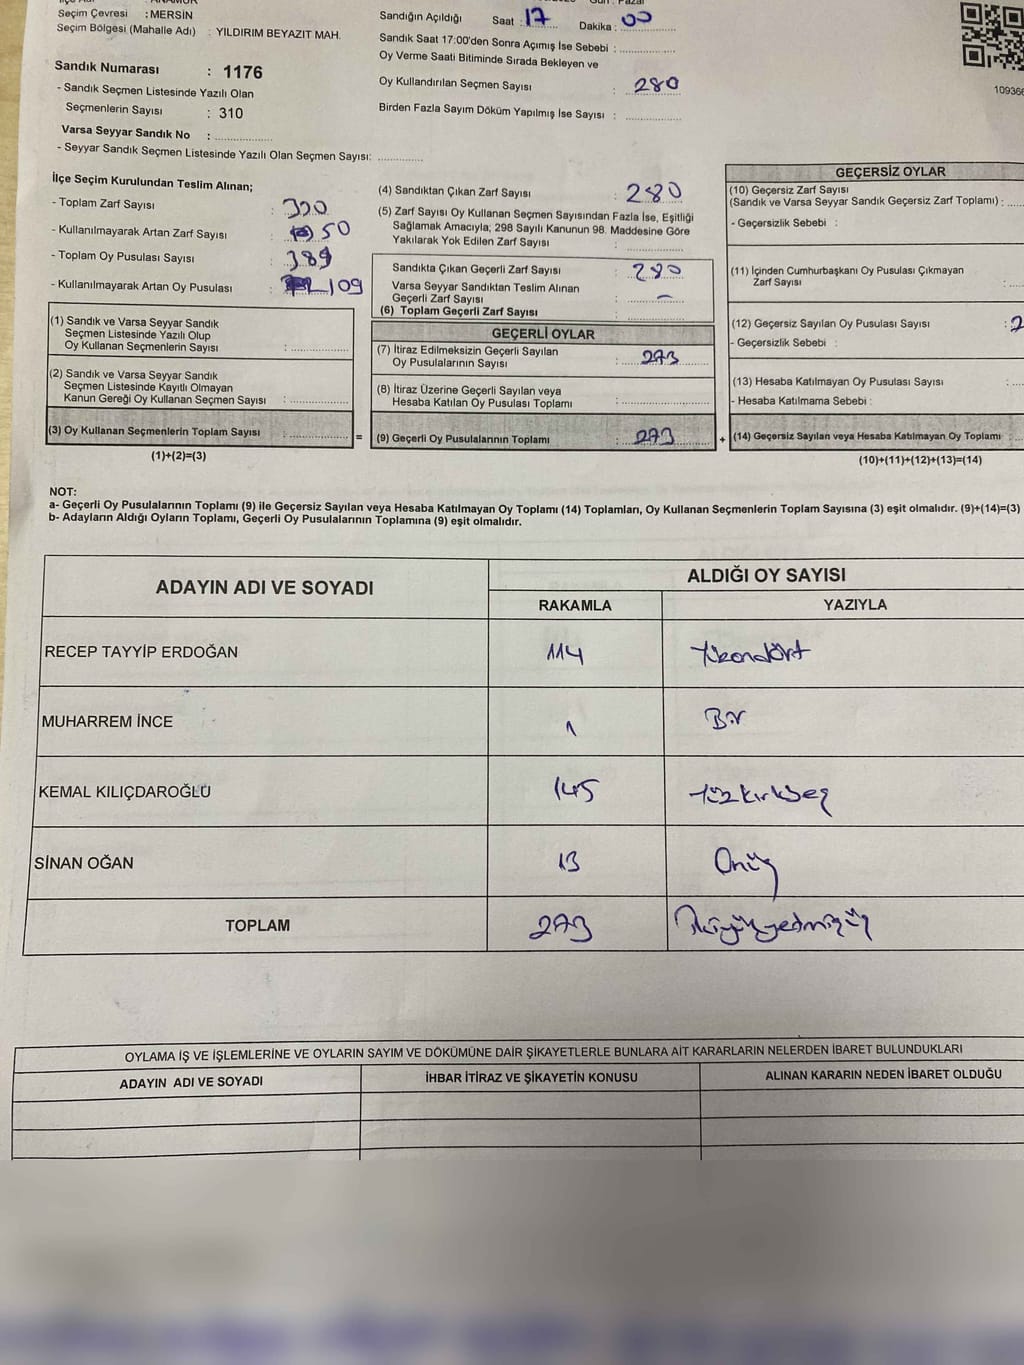 Seçim Çevresi : MERSİN
Seçim Bölgesi (Mahalle Adı) : YILDIRIM BEYAZIT MAH.
Sandık Numarası : 1176
- Sandık Seçmen Listesinde Yazılı Olan
Seçmenlerin Sayısı : 310
Varsa Seyyar Sandık No : ..................
- Seyyar Sandık Seçmen Listesinde Yazılı Olan Seçmen Sayısı: ..............
Sandığın Açıldığı Saat : 17 Dakika : 00
Sandık Saat 17:00'den Sonra Açımış İse Sebebi : ..................
Oy Verme Saati Bitiminde Sırada Bekleyen ve
Oy Kullandırılan Seçmen Sayısı : 280
Birden Fazla Sayım Döküm Yapılmış İse Sayısı : ..................
10936
İlçe Seçim Kurulundan Teslim Alınan;
- Toplam Zarf Sayısı :
- Kullanılmayarak Artan Zarf Sayısı : 50
- Toplam Oy Pusulası Sayısı : 389
- Kullanılmayarak Artan Oy Pusulası : 109
(1) Sandık ve Varsa Seyyar Sandık
Seçmen Listesinde Yazılı Olup
Oy Kullanan Seçmenlerin Sayısı : ..................
(2) Sandık ve Varsa Seyyar Sandık
Seçmen Listesinde Kayıtlı Olmayan
Kanun Gereği Oy Kullanan Seçmen Sayısı : ..................
(3) Oy Kullanan Seçmenlerin Toplam Sayısı : ..................
(1)+(2)=(3)
=
(4) Sandıktan Çıkan Zarf Sayısı : 280
(5) Zarf Sayısı Oy Kullanan Seçmen Sayısından Fazla İse, Eşitliği
Sağlamak Amacıyla; 298 Sayılı Kanunun 98. Maddesine Göre
Yakılarak Yok Edilen Zarf Sayısı : ..................
Sandıkta Çıkan Geçerli Zarf Sayısı : 280
Varsa Seyyar Sandıktan Teslim Alınan
Geçerli Zarf Sayısı : –
(6) Toplam Geçerli Zarf Sayısı : ..................
GEÇERLİ OYLAR
(7) İtiraz Edilmeksizin Geçerli Sayılan
Oy Pusulalarının Sayısı : 273
(8) İtiraz Üzerine Geçerli Sayılan veya
Hesaba Katılan Oy Pusulası Toplamı : ..................
(9) Geçerli Oy Pusulalarının Toplamı : 273
+
GEÇERSİZ OYLAR
(10) Geçersiz Zarf Sayısı
(Sandık ve Varsa Seyyar Sandık Geçersiz Zarf Toplamı) : ....
- Geçersizlik Sebebi :
(11) İçinden Cumhurbaşkanı Oy Pusulası Çıkmayan
Zarf Sayısı : ...
(12) Geçersiz Sayılan Oy Pusulası Sayısı :
- Geçersizlik Sebebi :
(13) Hesaba Katılmayan Oy Pusulası Sayısı : ...
- Hesaba Katılmama Sebebi :
(14) Geçersiz Sayılan veya Hesaba Katılmayan Oy Toplamı : ..
(10)+(11)+(12)+(13)=(14)
NOT:
a- Geçerli Oy Pusulalarının Toplamı (9) ile Geçersiz Sayılan veya Hesaba Katılmayan Oy Toplamı (14) Toplamları, Oy Kullanan Seçmenlerin Toplam Sayısına (3) eşit olmalıdır. (9)+(14)=(3)
b- Adayların Aldığı Oyların Toplamı, Geçerli Oy Pusulalarının Toplamına (9) eşit olmalıdır.
ADAYIN ADI VE SOYADI ALDIĞI OY SAYISI
RAKAMLA YAZIYLA
RECEP TAYYİP ERDOĞAN 114 Yüzondört
MUHARREM İNCE 1 Bir
KEMAL KILIÇDAROĞLU 145 Yüzkırkbeş
SİNAN OĞAN 13 Onüç
TOPLAM 273 İkiyüzyetmişüç
OYLAMA İŞ VE İŞLEMLERİNE VE OYLARIN SAYIM VE DÖKÜMÜNE DAİR ŞİKAYETLERLE BUNLARA AİT KARARLARIN NELERDEN İBARET BULUNDUKLARI
ADAYIN ADI VE SOYADI İHBAR İTİRAZ VE ŞİKAYETİN KONUSU ALINAN KARARIN NEDEN İBARET OLDUĞU